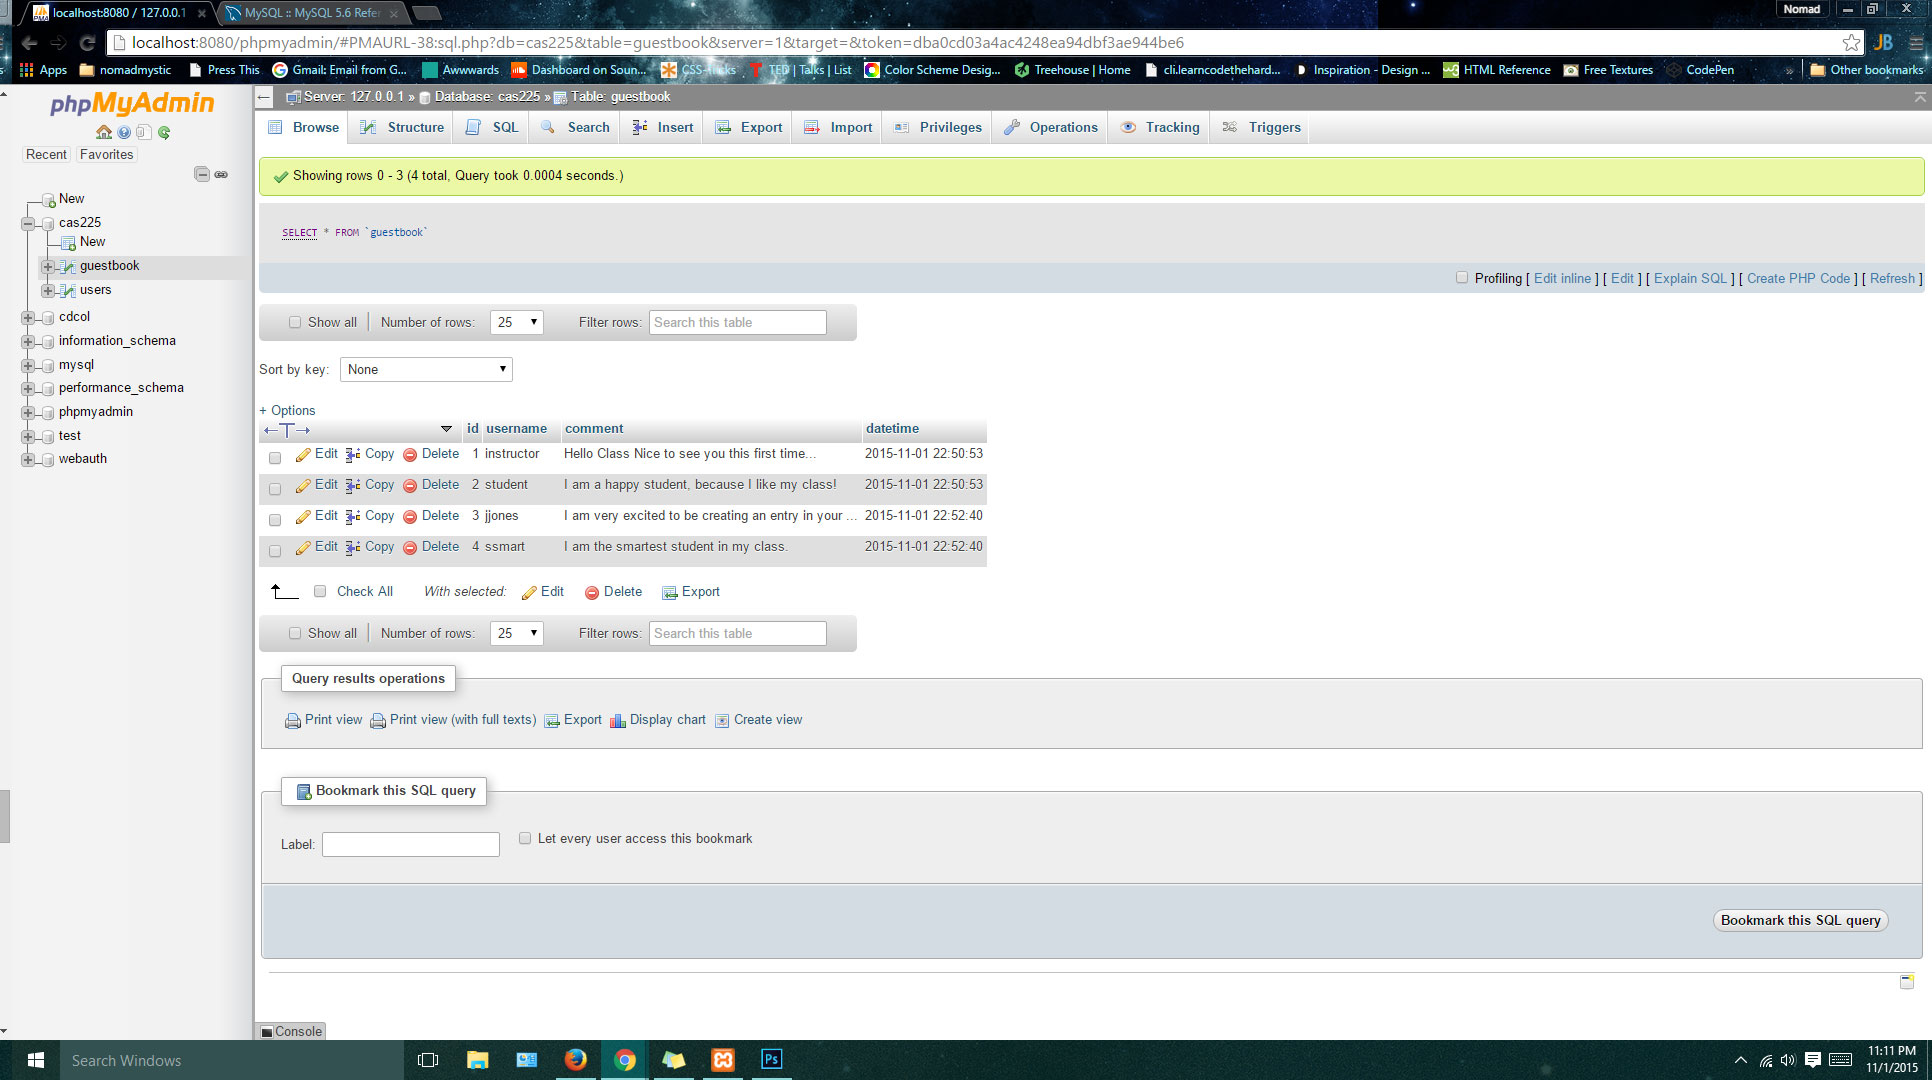 localhost:8080 / 127.0.0.1
MySQL :: MySQL 5.6 Refer
Nomad
localhost:8080/phpmyadmin/#PMAURL-38:sql.php?db=cas225&table=guestbook&server=1&target=&token=dba0cd03a4ac4248ea94dbf3ae944be6
JB
Apps nomadmystic Press This Gmail: Email from G... Awwwards Dashboard on Soun... CSS-Tricks TED | Talks | List Color Scheme Desig... Treehouse | Home cli.learncodethehard... Inspiration - Design ... HTML Reference Free Textures CodePen » Other bookmarks
phpMyAdmin
Recent Favorites
New
cas225
New
guestbook
users
cdcol
information_schema
mysql
performance_schema
phpmyadmin
test
webauth
Server: 127.0.0.1 » Database: cas225 » Table: guestbook
Browse Structure SQL Search Insert Export Import Privileges Operations Tracking Triggers
Showing rows 0 - 3 (4 total, Query took 0.0004 seconds.)
SELECT * FROM `guestbook`
Profiling [ Edit inline ] [ Edit ] [ Explain SQL ] [ Create PHP Code ] [ Refresh ]
Show all Number of rows: 25 Filter rows: Search this table
Sort by key: None
+ Options
←T→ id username comment datetime
Edit Copy Delete 1 instructor Hello Class Nice to see you this first time... 2015-11-01 22:50:53
Edit Copy Delete 2 student I am a happy student, because I like my class! 2015-11-01 22:50:53
Edit Copy Delete 3 jjones I am very excited to be creating an entry in your ... 2015-11-01 22:52:40
Edit Copy Delete 4 ssmart I am the smartest student in my class. 2015-11-01 22:52:40
Check All With selected: Edit Delete Export
Show all Number of rows: 25 Filter rows: Search this table
Query results operations
Print view Print view (with full texts) Export Display chart Create view
Bookmark this SQL query
Label: Let every user access this bookmark
Bookmark this SQL query
Console
Search Windows
Ps
11:11 PM
11/1/2015